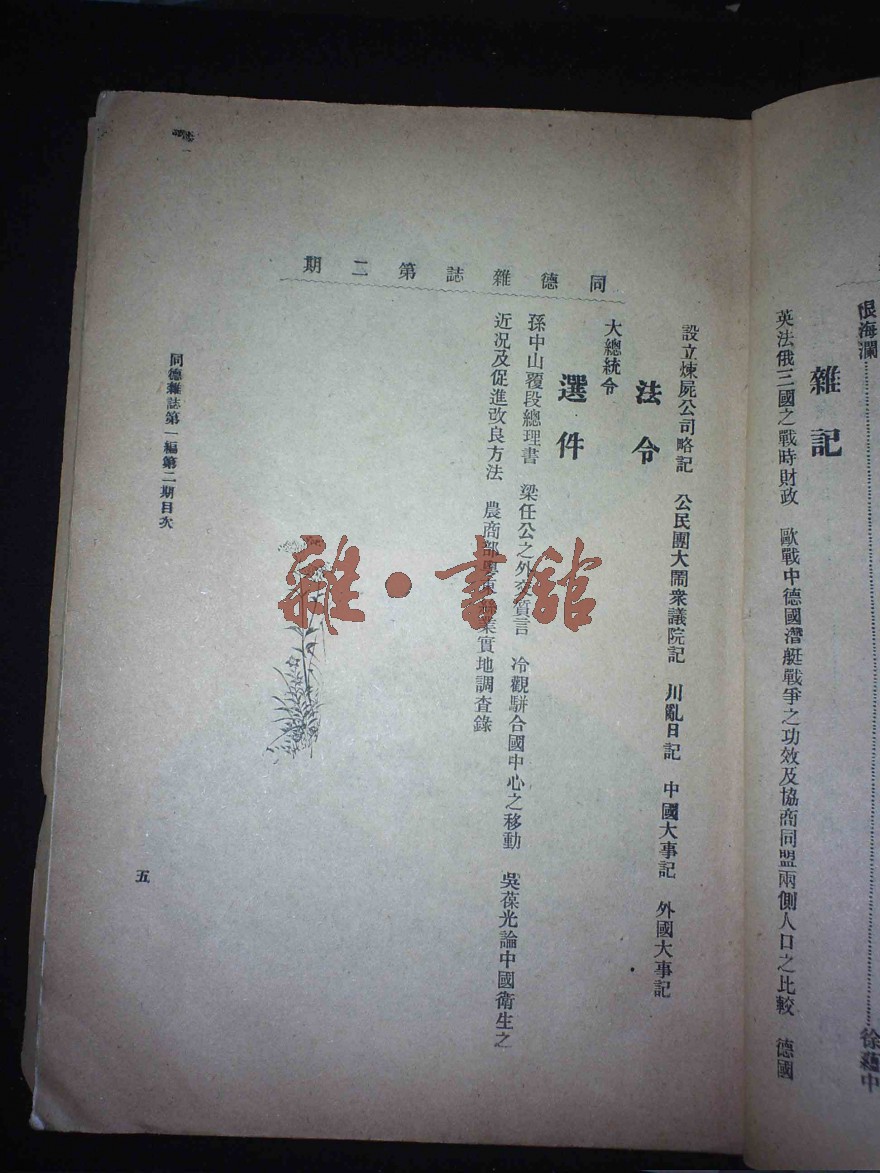 恨海瀾……徐蘊中
雜記
英法俄三國之戰時財政　歐戰中德國潛艇戰爭之功效及協商同盟兩側人口之比較　德國
同德雜誌第二期
設立煉屍公司略記　公民團大鬧衆議院記　川亂日記　中國大事記　外國大事記
法令
大總統令
選件
孫中山覆段總理書　梁任公之外交質言　冷觀駢合國中心之移動　吳葆光論中國衛生之
近況及促進改良方法　農商部粵東業實地調查錄
同德雜誌第一編第二期目次
五
雜·書館